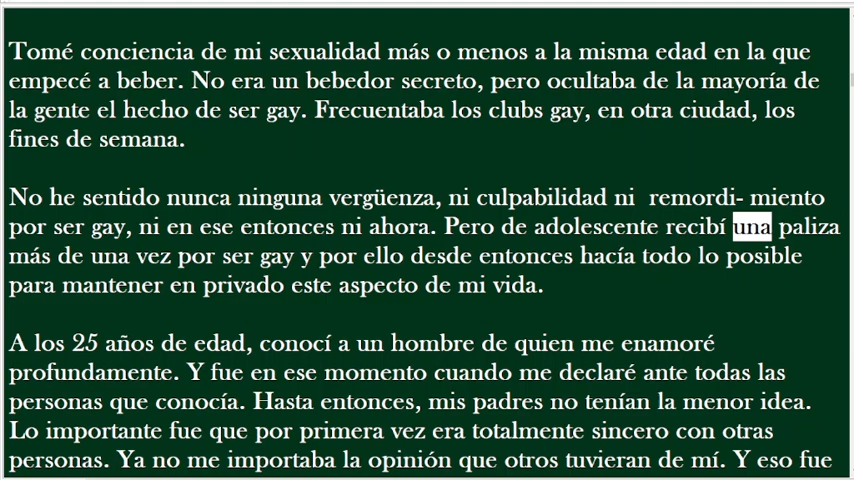 Tomé conciencia de mi sexualidad más o menos a la misma edad en la que
empecé a beber. No era un bebedor secreto, pero ocultaba de la mayoría de
la gente el hecho de ser gay. Frecuentaba los clubs gay, en otra ciudad, los
fines de semana.
No he sentido nunca ninguna vergüenza, ni culpabilidad ni  remordi- miento
por ser gay, ni en ese entonces ni ahora. Pero de adolescente recibí una paliza
más de una vez por ser gay y por ello desde entonces hacía todo lo posible
para mantener en privado este aspecto de mi vida.
A los 25 años de edad, conocí a un hombre de quien me enamoré
profundamente. Y fue en ese momento cuando me declaré ante todas las
personas que conocía. Hasta entonces, mis padres no tenían la menor idea.
Lo importante fue que por primera vez era totalmente sincero con otras
personas. Ya no me importaba la opinión que otros tuvieran de mí. Y eso fue